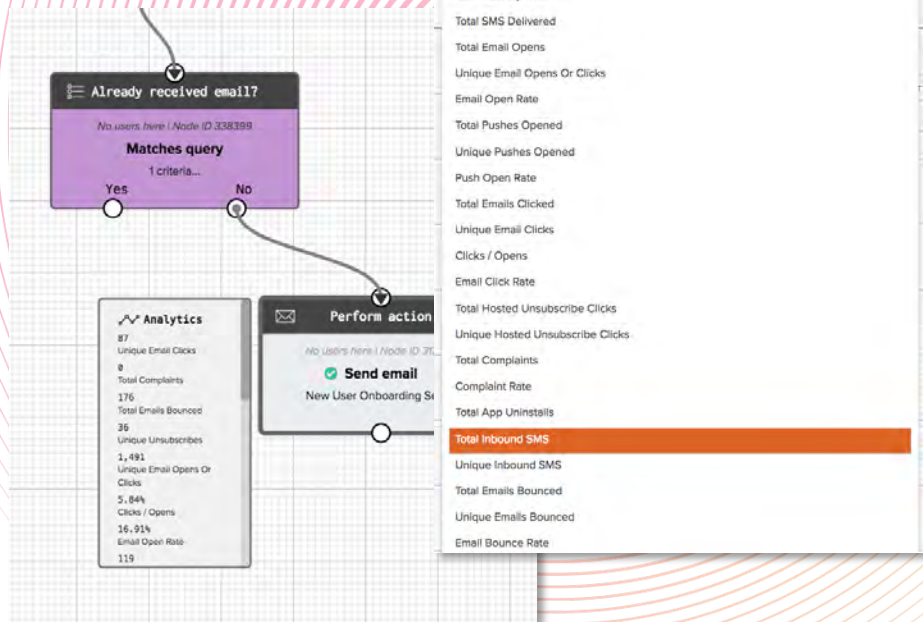 Already received email?
No users here | Node ID 338399
Matches query
1 criteria...
Yes
No
Analytics
87
Unique Email Clicks
0
Total Complaints
176
Total Emails Bounced
36
Unique Unsubscribes
1,491
Unique Email Opens Or
Clicks
5.84%
Clicks / Opens
16.91%
Email Open Rate
119
Perform action
No users here | Node ID
Send email
New User Onboarding
Total SMS Delivered
Total Email Opens
Unique Email Opens Or Clicks
Email Open Rate
Total Pushes Opened
Unique Pushes Opened
Push Open Rate
Total Emails Clicked
Unique Email Clicks
Clicks / Opens
Email Click Rate
Total Hosted Unsubscribe Clicks
Unique Hosted Unsubscribe Clicks
Total Complaints
Complaint Rate
Total App Uninstalls
Total Inbound SMS
Unique Inbound SMS
Total Emails Bounced
Unique Emails Bounced
Email Bounce Rate